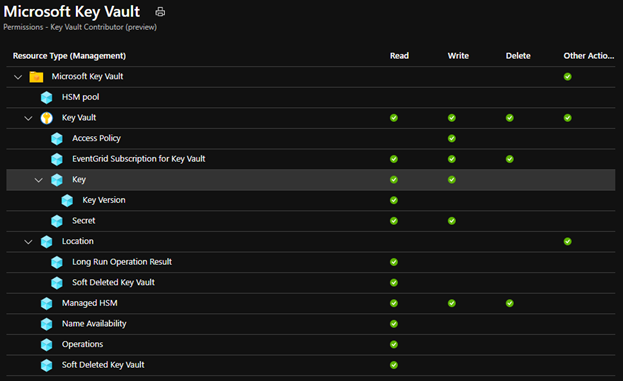 Microsoft Key Vault
Permissions - Key Vault Contributor (preview)
Resource Type (Management) Read Write Delete Other Actio...
Microsoft Key Vault
HSM pool
Key Vault
Access Policy
EventGrid Subscription for Key Vault
Key
Key Version
Secret
Location
Long Run Operation Result
Soft Deleted Key Vault
Managed HSM
Name Availability
Operations
Soft Deleted Key Vault